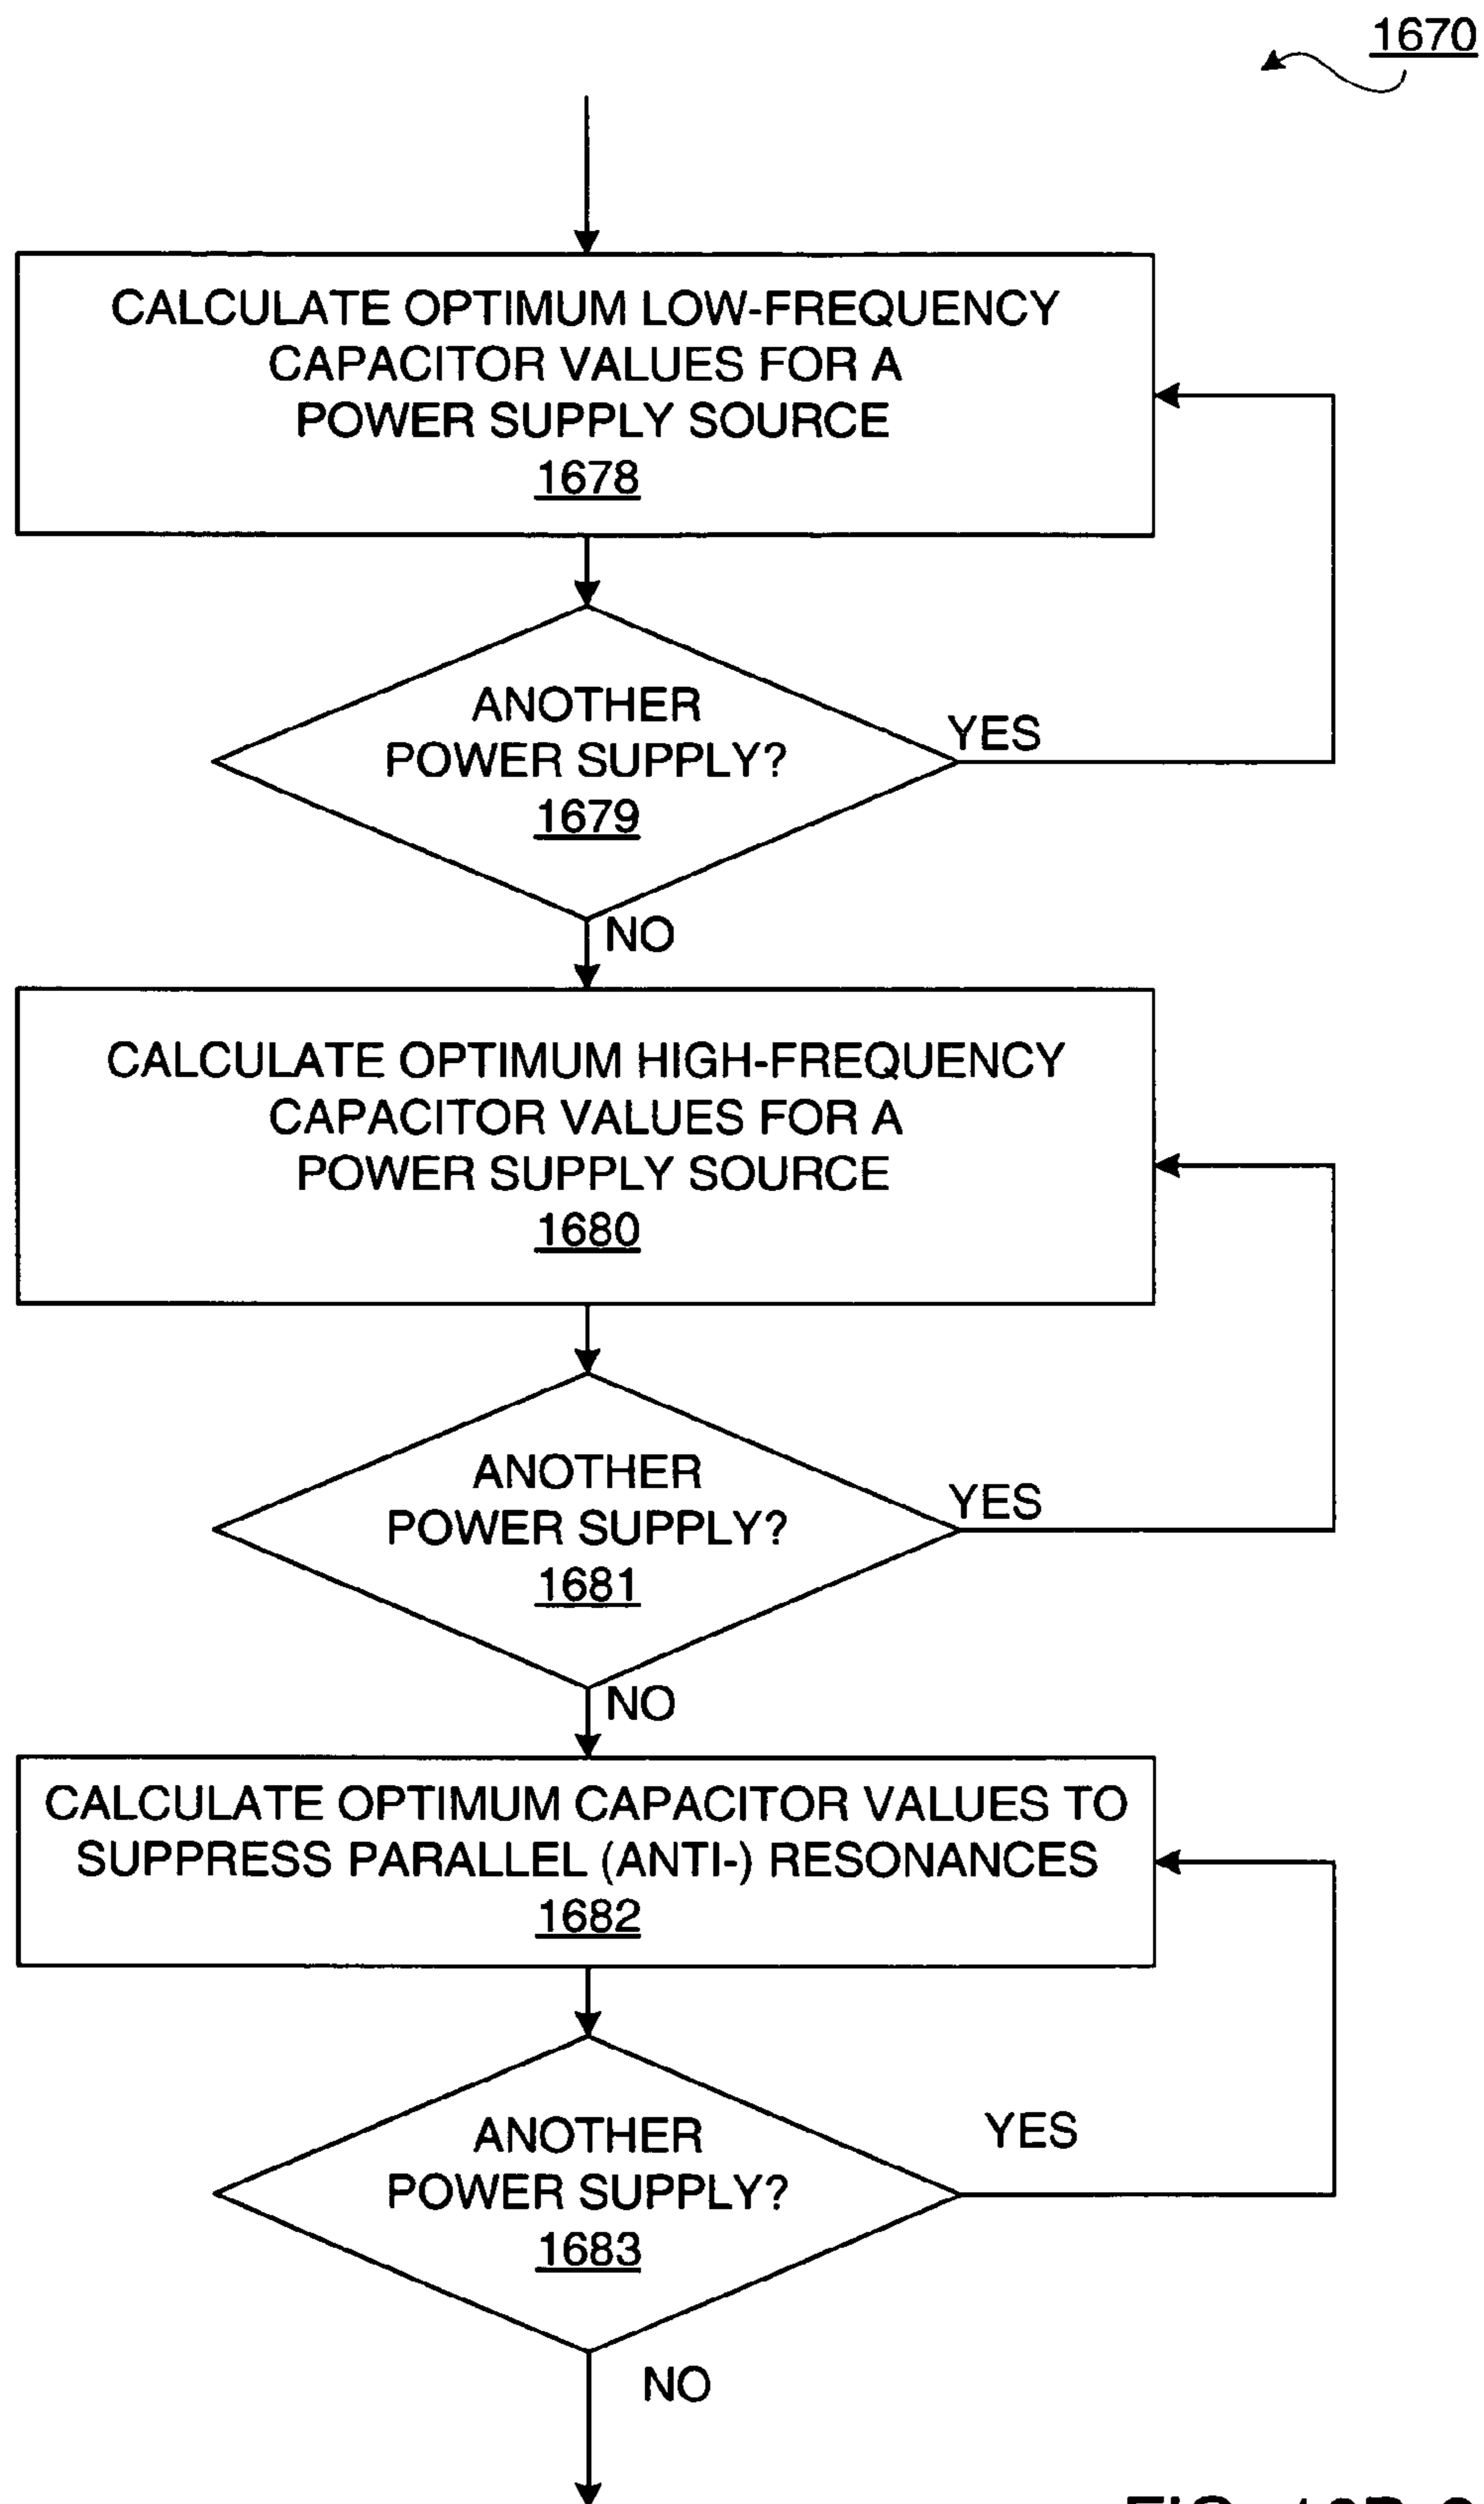 1670
CALCULATE OPTIMUM LOW-FREQUENCY
CAPACITOR VALUES FOR A
POWER SUPPLY SOURCE
1678
ANOTHER
POWER SUPPLY?
1679
YES
NO
CALCULATE OPTIMUM HIGH-FREQUENCY
CAPACITOR VALUES FOR A
POWER SUPPLY SOURCE
1680
ANOTHER
POWER SUPPLY?
1681
YES
NO
CALCULATE OPTIMUM CAPACITOR VALUES TO
SUPPRESS PARALLEL (ANTI-) RESONANCES
1682
ANOTHER
POWER SUPPLY?
1683
YES
NO